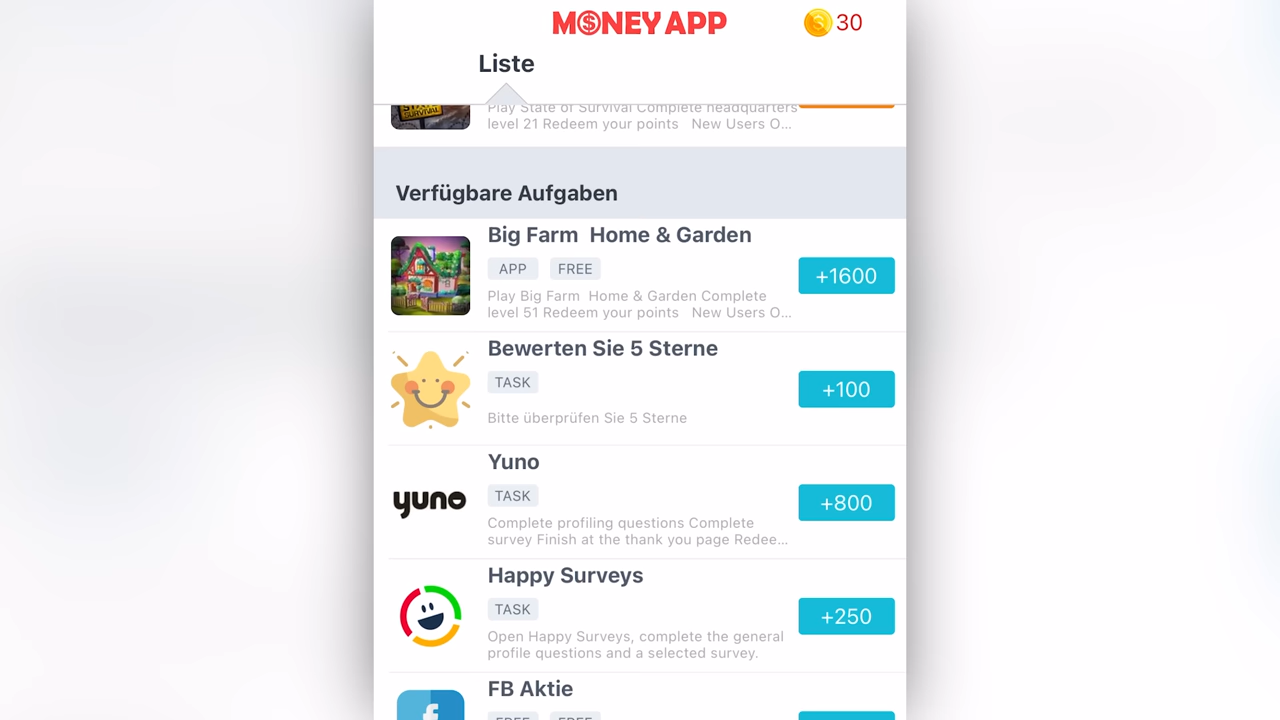 MONEY APP
30
Liste
Play State of Survival Complete headquarters
level 21 Redeem your points New Users O...
SURVIVAL
Verfügbare Aufgaben
Big Farm Home & Garden
APP FREE
+1600
Play Big Farm Home & Garden Complete
level 51 Redeem your points New Users O...
Bewerten Sie 5 Sterne
TASK
+100
Bitte überprüfen Sie 5 Sterne
Yuno
TASK
yuno
+800
Complete profiling questions Complete
survey Finish at the thank you page Redee...
Happy Surveys
TASK
+250
Open Happy Surveys, complete the general
profile questions and a selected survey.
FB Aktie
FREE FREE